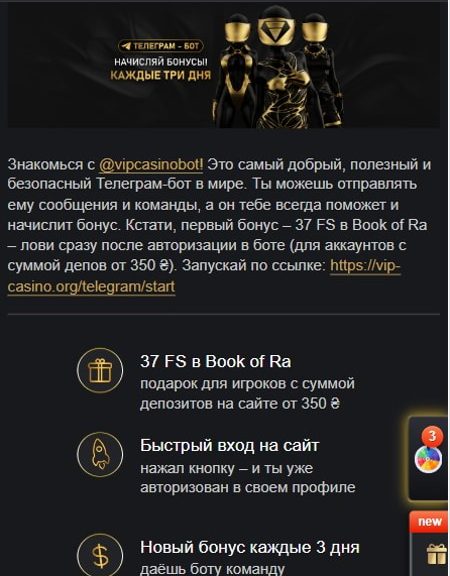 ТЕЛЕГРАМ - БОТ
НАЧИСЛЯЙ БОНУСЫ!
КАЖДЫЕ ТРИ ДНЯ
Знакомься с @vipcasinobot! Это самый добрый, полезный и
безопасный Телеграм-бот в мире. Ты можешь отправлять
ему сообщения и команды, а он тебе всегда поможет и
начислит бонус. Кстати, первый бонус – 37 FS в Book of Ra
– лови сразу после авторизации в боте (для аккаунтов с
суммой депов от 350 ₴). Запускай по ссылке: https://vip-
casino.org/telegram/start
37 FS в Book of Ra
подарок для игроков с суммой
депозитов на сайте от 350 ₴
Быстрый вход на сайт
нажал кнопку – и ты уже
авторизован в своем профиле
3
new
Новый бонус каждые 3 дня
даёшь боту команду